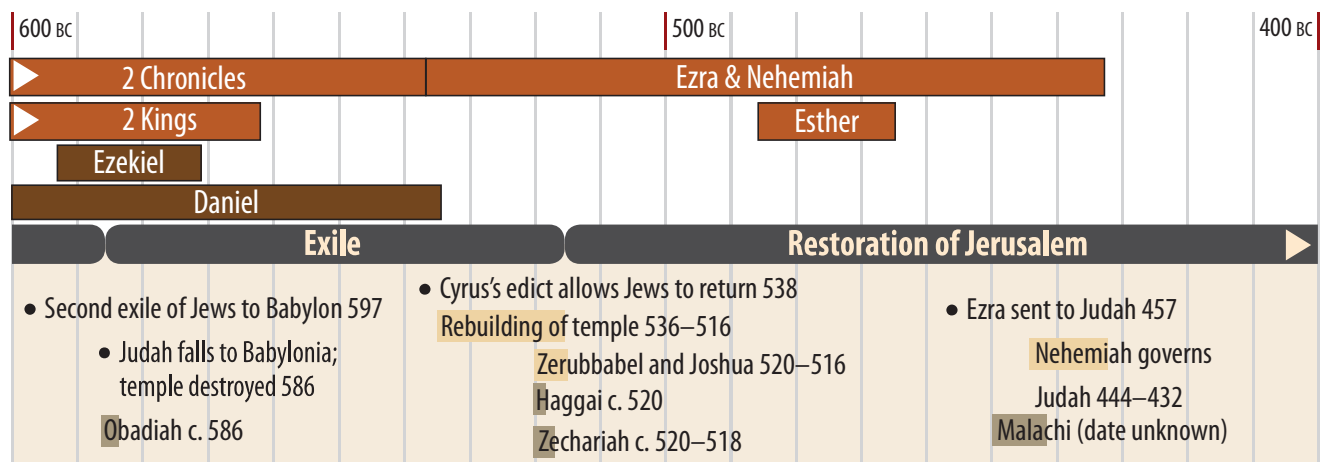 600 BC
500 BC
400 BC
2 Chronicles
Ezra & Nehemiah
2 Kings
Esther
Ezekiel
Daniel
Exile
Restoration of Jerusalem
• Second exile of Jews to Babylon 597
• Judah falls to Babylonia;
temple destroyed 586
Obadiah c. 586
• Cyrus’s edict allows Jews to return 538
Rebuilding of temple 536–516
Zerubbabel and Joshua 520–516
Haggai c. 520
Zechariah c. 520–518
• Ezra sent to Judah 457
Nehemiah governs
Judah 444–432
Malachi (date unknown)